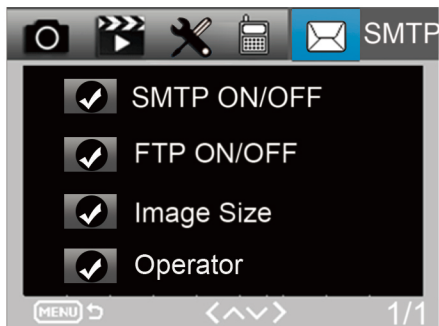 SMTP
SMTP ON/OFF
FTP ON/OFF
Image Size
Operator
MENU 1/1